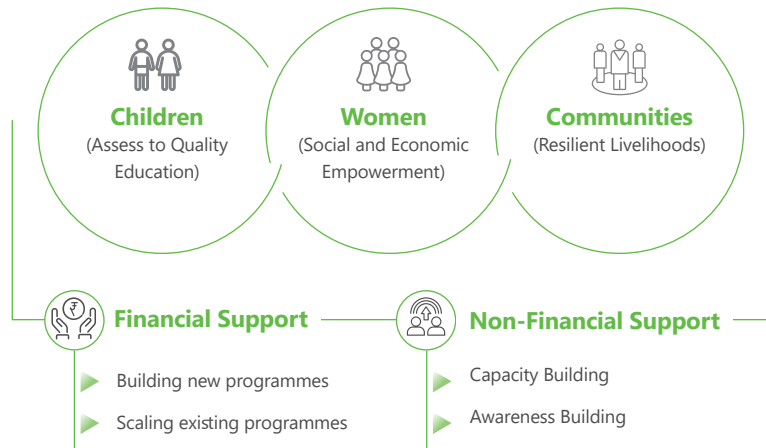 Children
(Assess to Quality
Education)
Women
(Social and Economic
Empowerment)
Communities
(Resilient Livelihoods)
₹
Financial Support
Building new programmes
Scaling existing programmes
Non-Financial Support
Capacity Building
Awareness Building